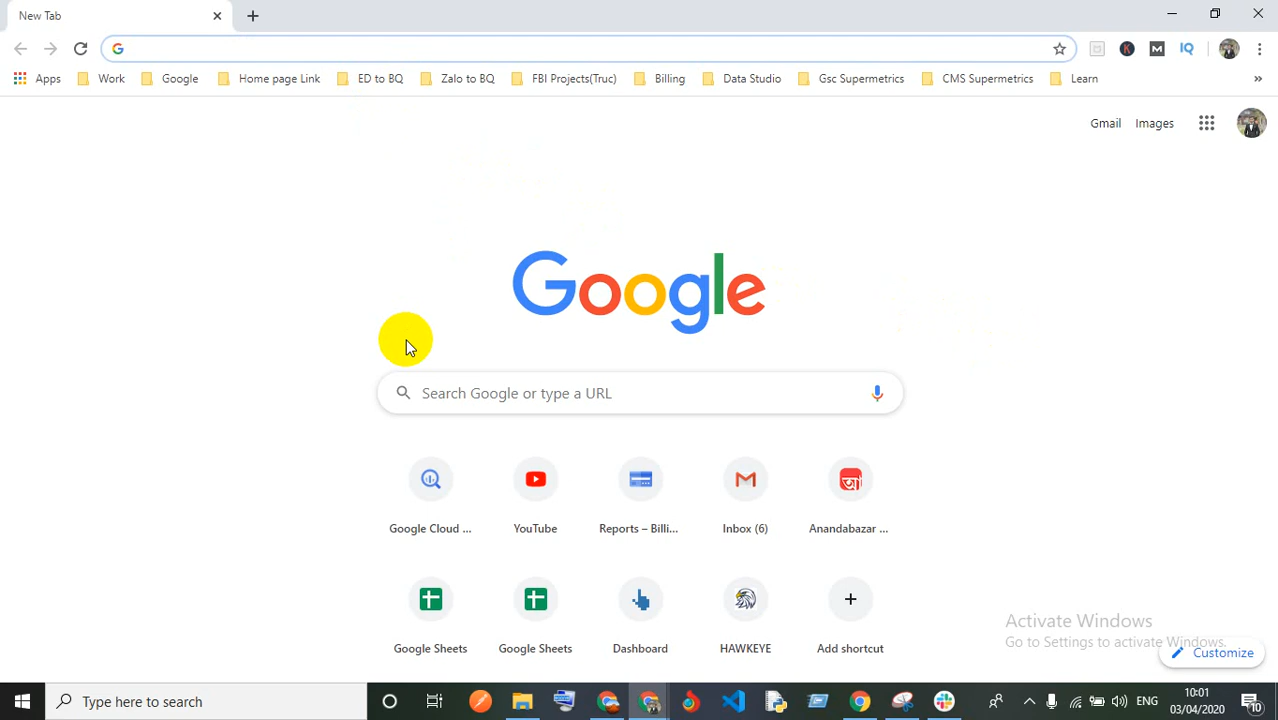 New Tab
Apps Work Google Home page Link ED to BQ Zalo to BQ FBI Projects(Truc) Billing Data Studio Gsc Supermetrics CMS Supermetrics Learn »
Gmail Images
Google
Search Google or type a URL
Google Cloud ... YouTube Reports – Billi... Inbox (6) Anandabazar ...
Google Sheets Google Sheets Dashboard HAWKEYE Add shortcut
Activate Windows
Go to Settings to activate Windows.
Customize
Type here to search
ENG
10:01
03/04/2020
10
K
M
IQ